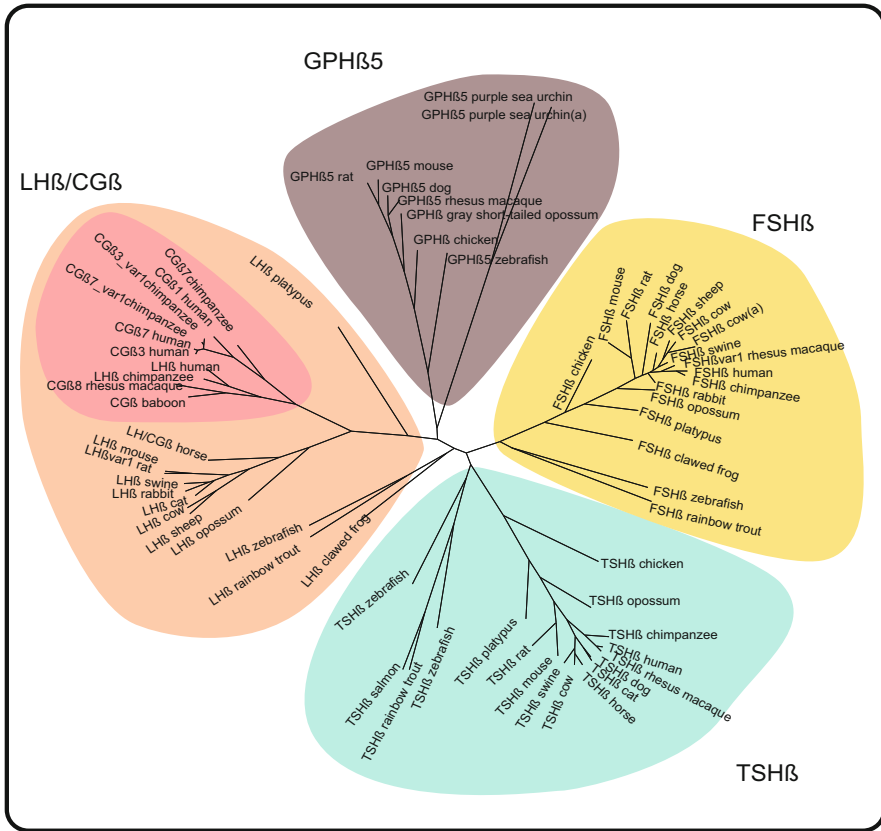 GPHß5
GPHß5 purple sea urchin
GPHß5 purple sea urchin(a)
GPHß5 mouse
GPHß5 rat
GPHß5 dog
GPHß5 rhesus macaque
GPHß gray short-tailed opossum
GPHß chicken
GPHß5 zebrafish
LHß/CGß
CGß7chimpanzee
CGß1 human
CGß3_var1chimpanzee
CGß7_var1chimpanzee
CGß7 human
CGß3 human
LHß human
LHß chimpanzee
CGß8 rhesus macaque
CGß baboon
LHß platypus
LH/CGß horse
LHß mouse
LHßvar1 rat
LHß swine
LHß rabbit
LHß cat
LHß cow
LHß sheep
LHß opossum
LHß zebrafish
LHß rainbow trout
LHß clawed frog
FSHß
FSHß chicken
FSHß mouse
FSHß rat
FSHß dog
FSHß horse
FSHß sheep
FSHß cow
FSHß cow(a)
FSHß swine
FSHßvar1 rhesus macaque
FSHß human
FSHß chimpanzee
FSHß rabbit
FSHß opossum
FSHß platypus
FSHß clawed frog
FSHß zebrafish
FSHß rainbow trout
TSHß zebrafish
TSHß salmon
TSHß rainbow trout
TSHß zebrafish
TSHß platypus
TSHß rat
TSHß mouse
TSHß swine
TSHß cow
TSHß horse
TSHß cat
TSHß dog
TSHß rhesus macaque
TSHß human
TSHß chimpanzee
TSHß opossum
TSHß chicken
TSHß